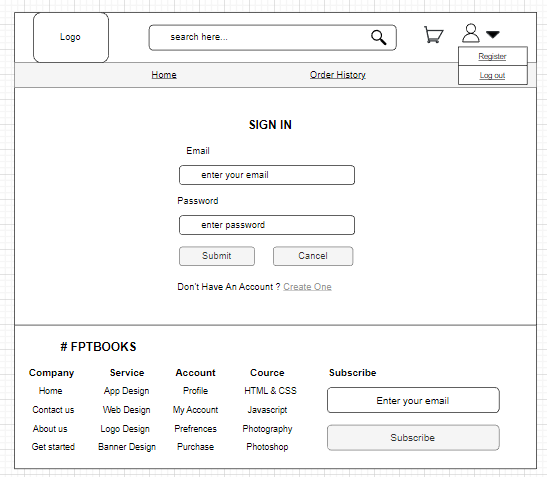 Logo
search here...
Register
Log out
Home
Order History
SIGN IN
Email
enter your email
Password
enter password
Submit
Cancel
Don't Have An Account ? Create One
# FPTBOOKS
Company
Service
Account
Cource
Subscribe
Home
App Design
Profile
HTML & CSS
Enter your email
Contact us
Web Design
My Account
Javascript
About us
Logo Design
Prefrences
Photography
Subscribe
Get started
Banner Design
Purchase
Photoshop